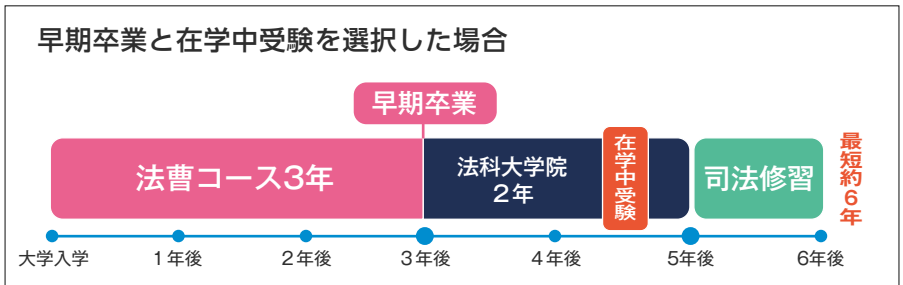 早期卒業と在学中受験を選択した場合
早期卒業
法曹コース3年
法科大学院
2年
在学中受験
司法修習
最短約6年
大学入学
1年後
2年後
3年後
4年後
5年後
6年後